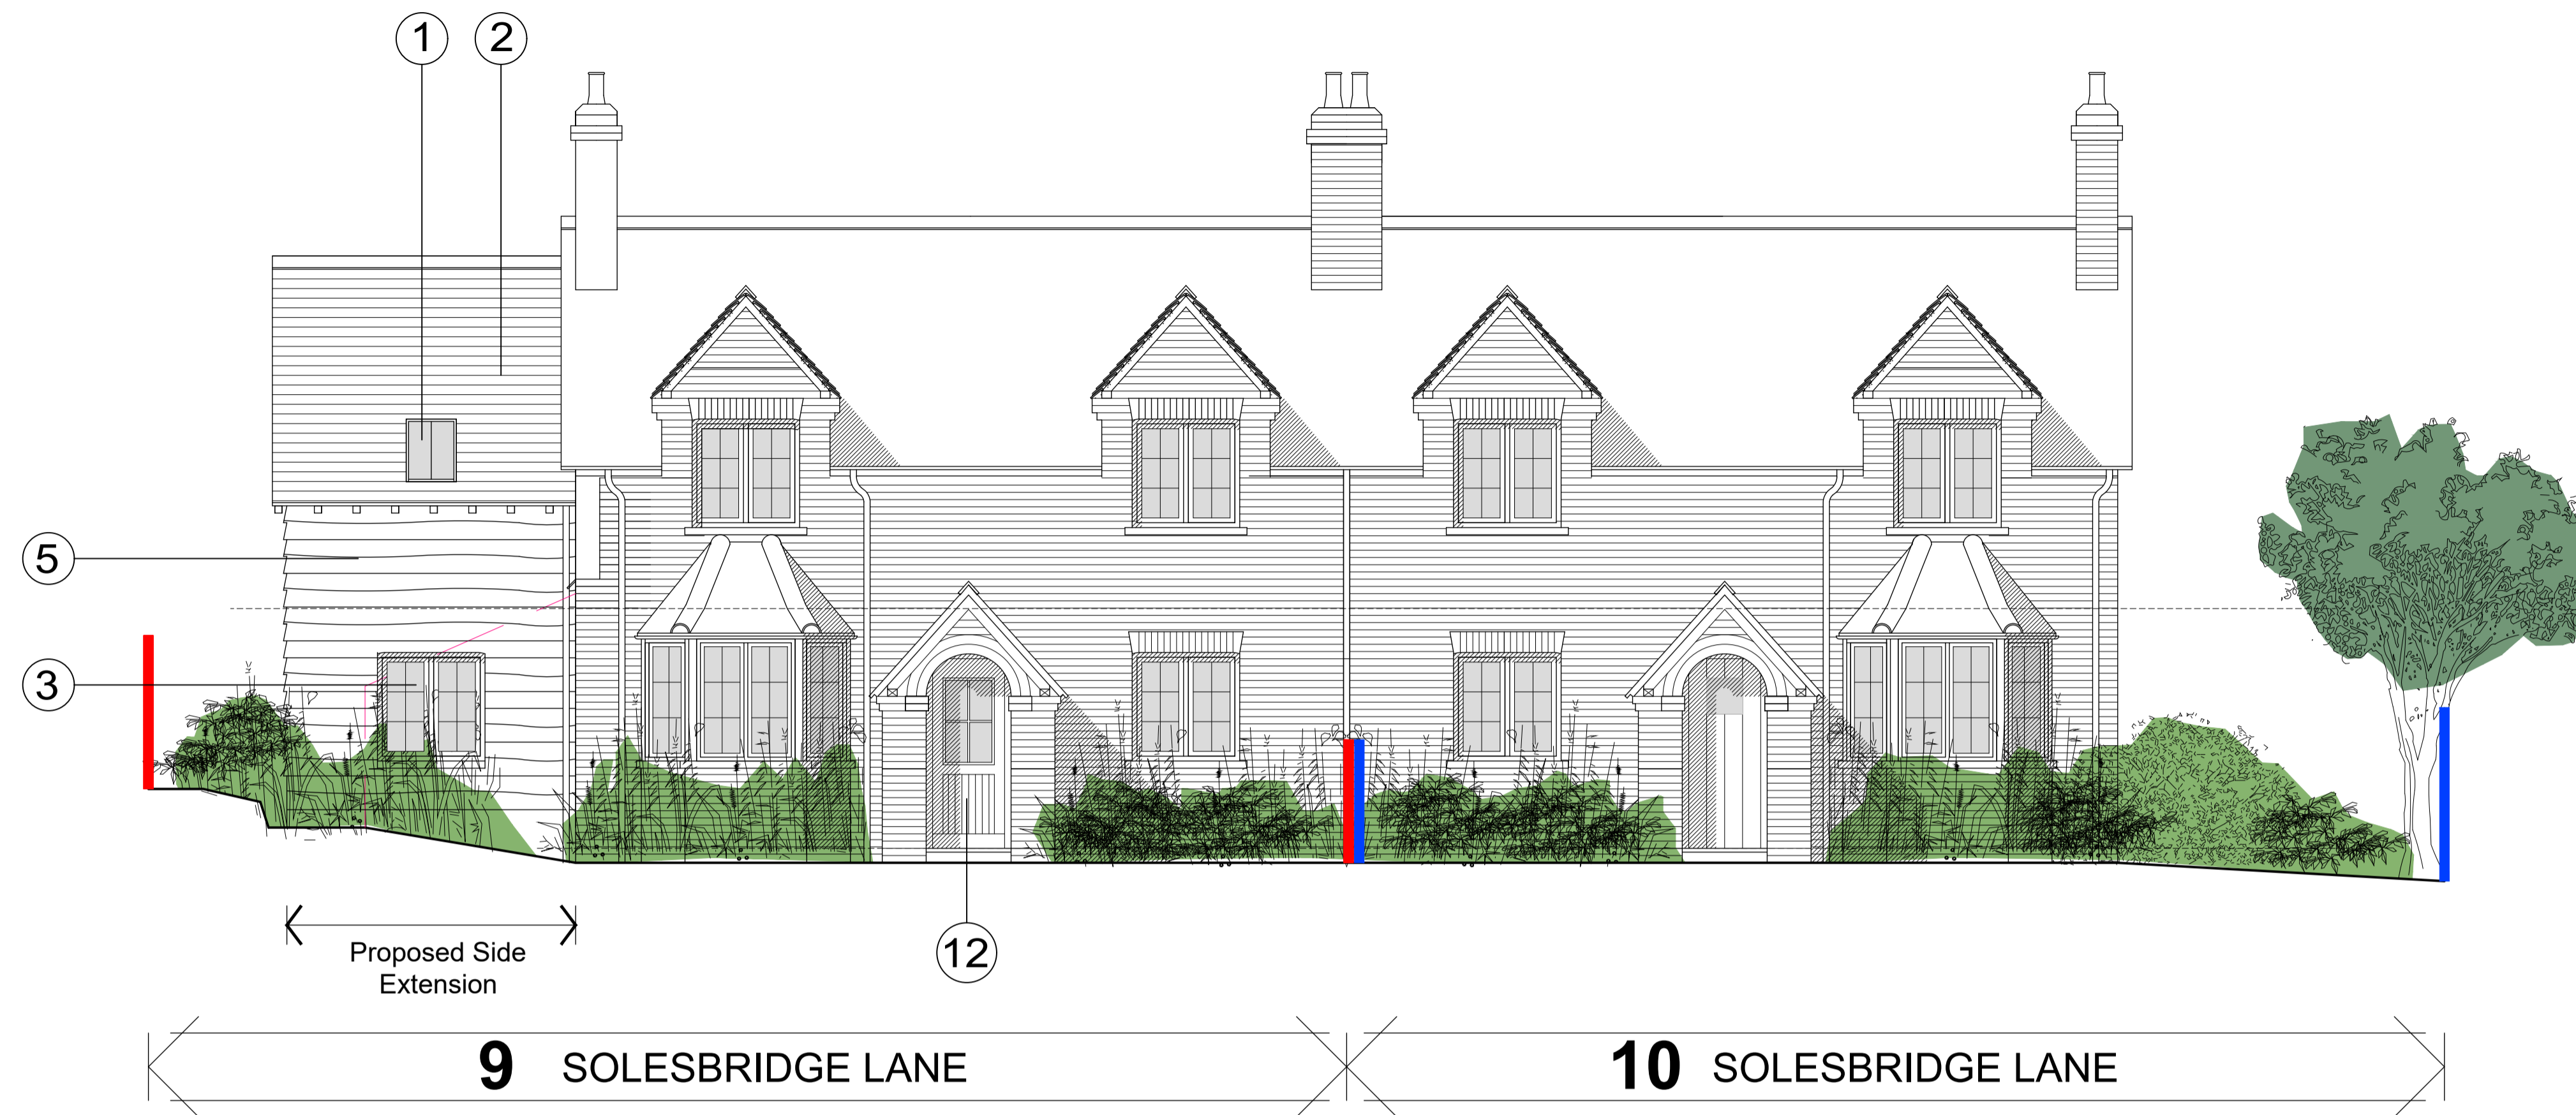 1 2
5
3
12
Proposed Side
Extension
9 SOLESBRIDGE LANE
10 SOLESBRIDGE LANE